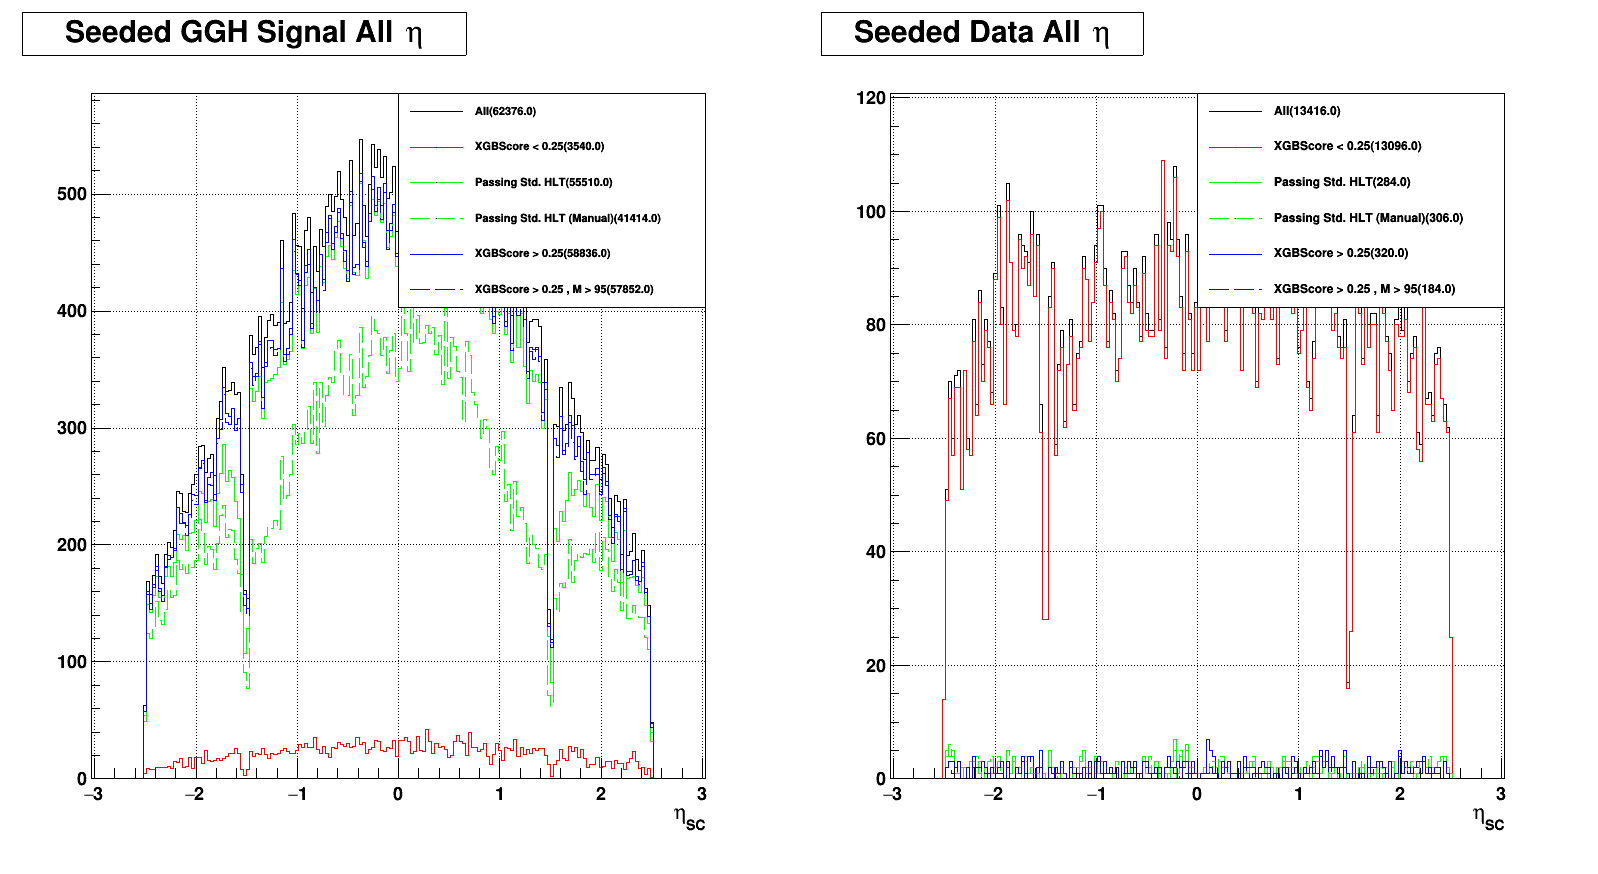 Seeded GGH Signal All η
All(62376.0)
XGBScore < 0.25(3540.0)
Passing Std. HLT(55510.0)
Passing Std. HLT (Manual)(41414.0)
XGBScore > 0.25(58836.0)
XGBScore > 0.25 , M > 95(57852.0)
500
400
300
200
100
0
−3 −2 −1 0 1 2 3
ηSC
Seeded Data All η
All(13416.0)
XGBScore < 0.25(13096.0)
Passing Std. HLT(284.0)
Passing Std. HLT (Manual)(306.0)
XGBScore > 0.25(320.0)
XGBScore > 0.25 , M > 95(184.0)
120
100
80
60
40
20
0
−3 −2 −1 0 1 2 3
ηSC